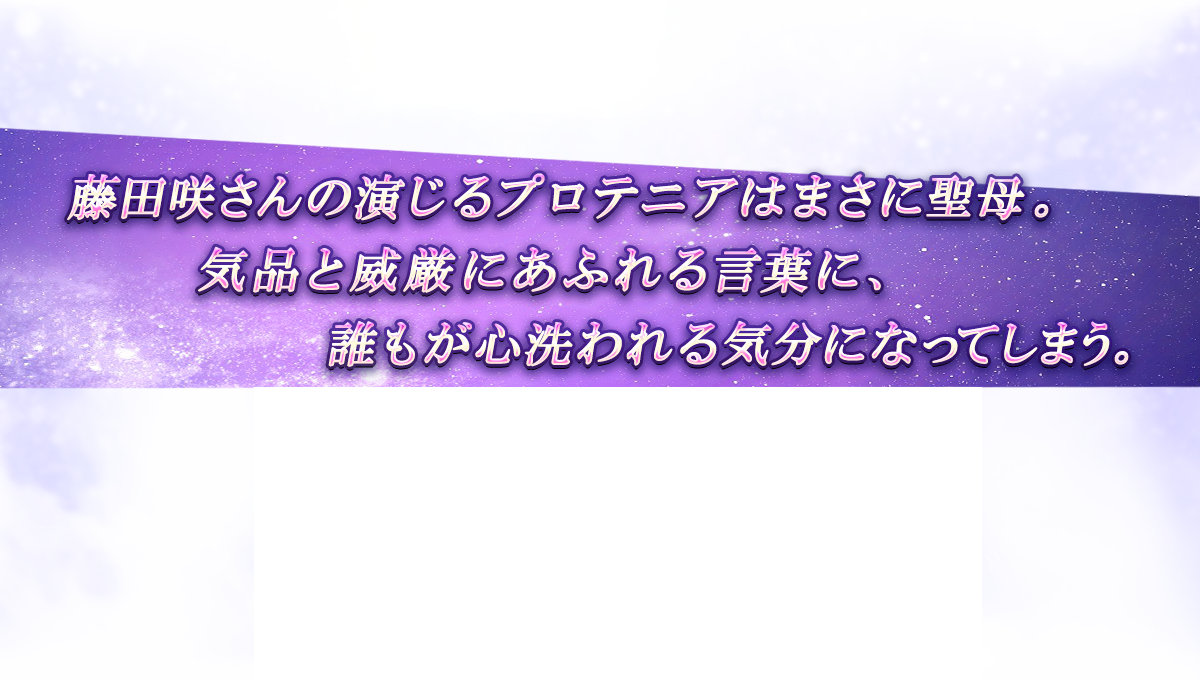 藤田咲さんの演じるプロテニアはまさに聖母。
気品と威厳にあふれる言葉に、
誰もが心洗われる気分になってしまう。